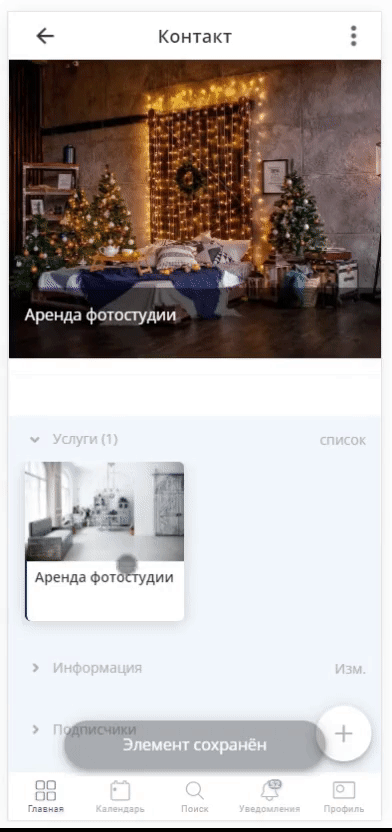 Контакт
Аренда фотостудии
Услуги (1)
список
Аренда фотостудии
Информация
Изм.
Подписчики
Элемент сохранён
Главная
Календарь
Поиск
Уведомления
Профиль